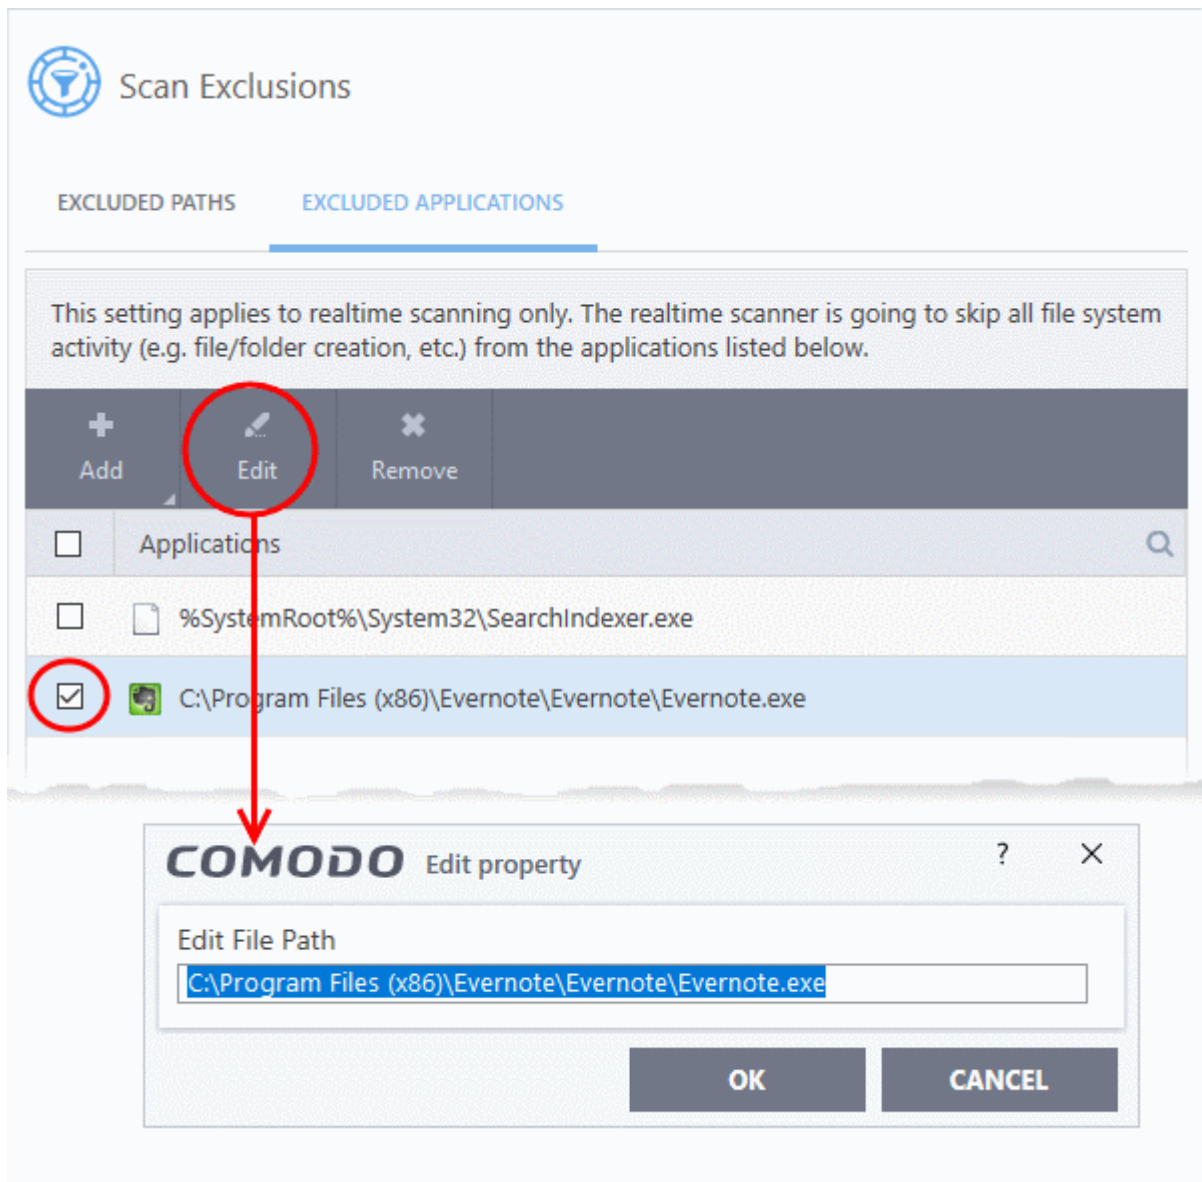 Scan Exclusions
EXCLUDED PATHS EXCLUDED APPLICATIONS
This setting applies to realtime scanning only. The realtime scanner is going to skip all file system
activity (e.g. file/folder creation, etc.) from the applications listed below.
Add Edit Remove
Applications
%SystemRoot%\System32\SearchIndexer.exe
C:\Program Files (x86)\Evernote\Evernote\Evernote.exe
COMODO Edit property ?
Edit File Path
C:\Program Files (x86)\Evernote\Evernote\Evernote.exe
OK CANCEL